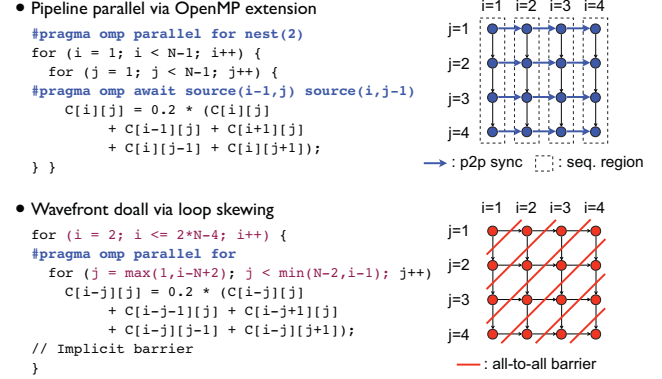 • Pipeline parallel via OpenMP extension
#pragma omp parallel for nest(2)
for (i = 1; i < N-1; i++) {
  for (j = 1; j < N-1; j++) {
#pragma omp await source(i-1,j) source(i,j-1)
    C[i][j] = 0.2 * (C[i][j]
        + C[i-1][j] + C[i+1][j]
        + C[i][j-1] + C[i][j+1]);
} }
i=1 i=2 i=3 i=4
j=1
j=2
j=3
j=4
: p2p sync : seq. region
• Wavefront doall via loop skewing
for (i = 2; i <= 2*N-4; i++) {
#pragma omp parallel for
  for (j = max(1,i-N+2); j < min(N-2,i-1); j++)
    C[i-j][j] = 0.2 * (C[i-j][j]
        + C[i-j-1][j] + C[i-j+1][j]
        + C[i-j][j-1] + C[i-j][j+1]);
// Implicit barrier
}
i=1 i=2 i=3 i=4
j=1
j=2
j=3
j=4
: all-to-all barrier